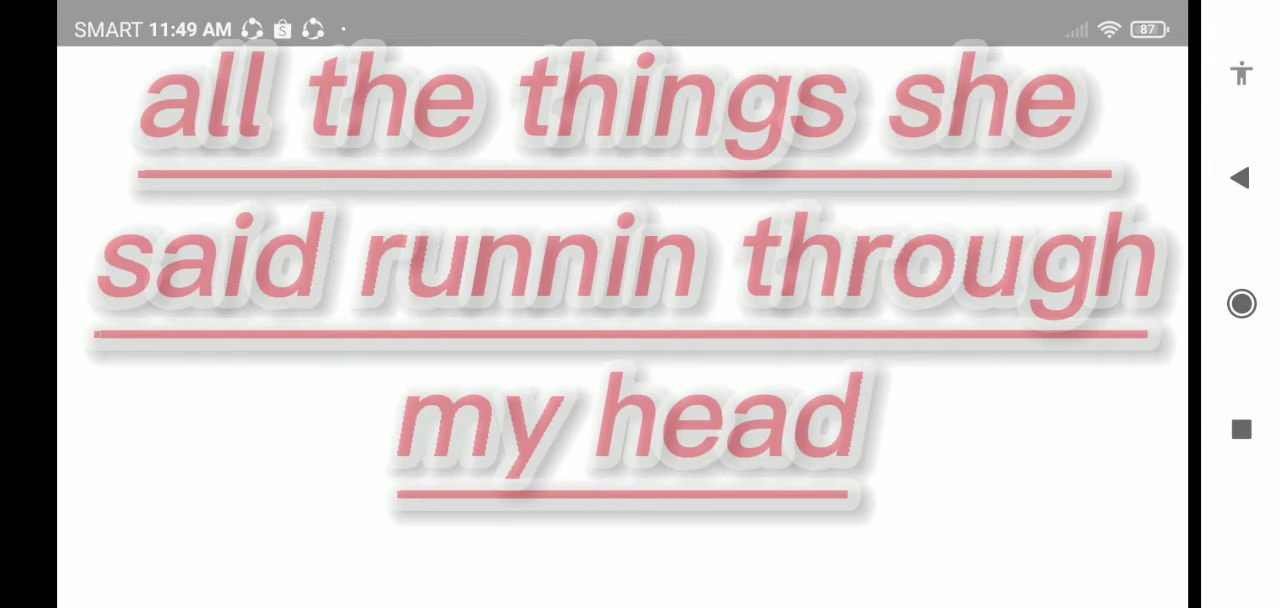 SMART 11:49 AM 87
all the things she
said runnin through
my head